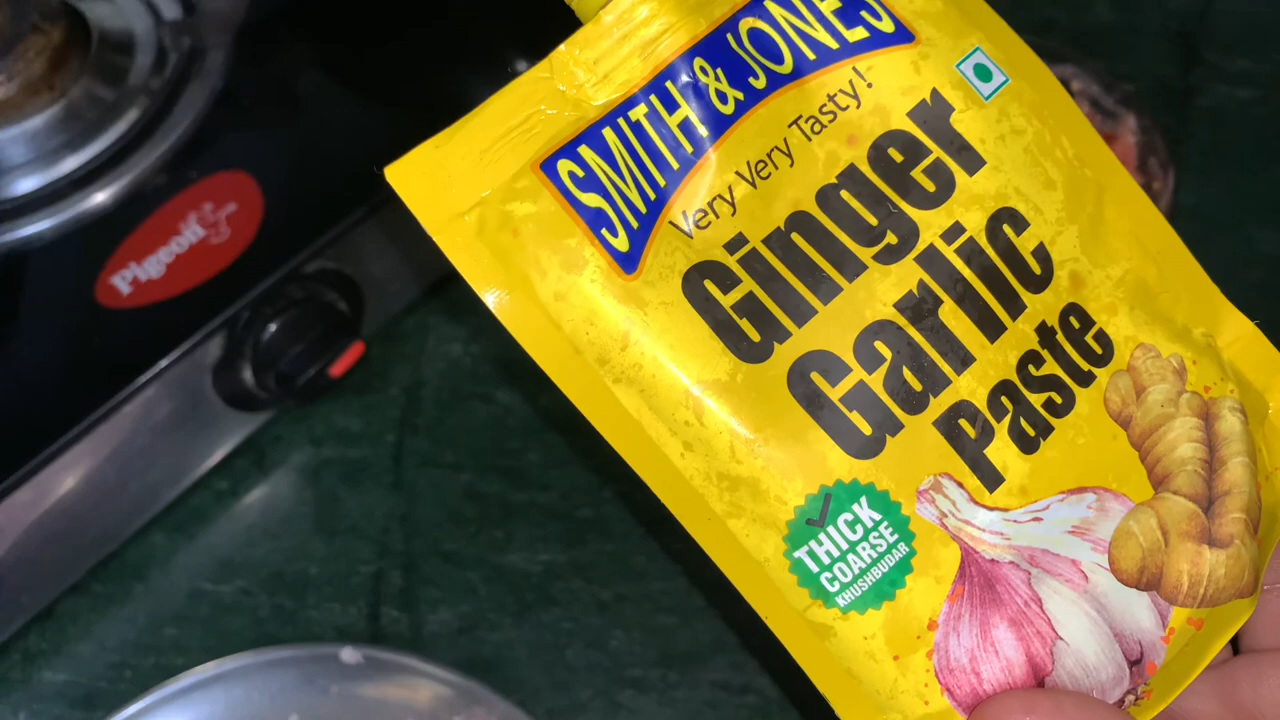 SMITH & JONES
Very Very Tasty!
Ginger
Garlic
Paste
THICK
COARSE
KHUSHBUDAR
Pigeon